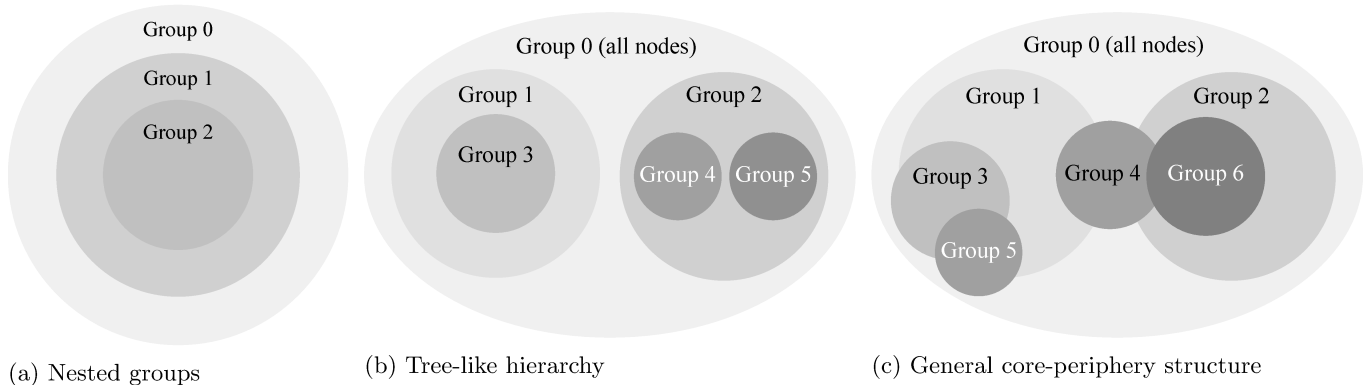 Group 0
Group 1
Group 2
(a) Nested groups
Group 0 (all nodes)
Group 1
Group 2
Group 3
Group 4
Group 5
(b) Tree-like hierarchy
Group 0 (all nodes)
Group 1
Group 2
Group 3
Group 4
Group 6
Group 5
(c) General core-periphery structure